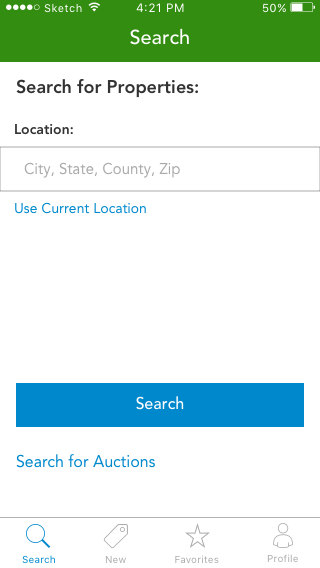 Sketch 4:21 PM 50%
Search
Search for Properties:
Location:
City, State, County, Zip
Use Current Location
Search
Search for Auctions
Search New Favorites Profile